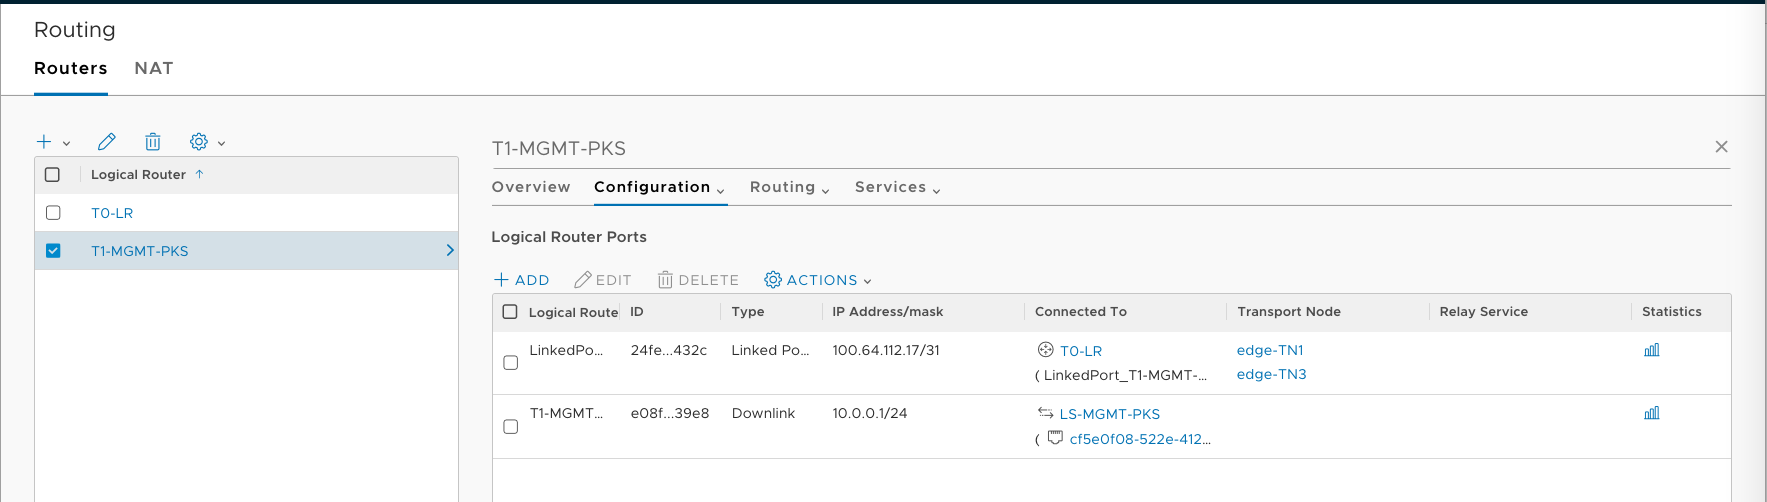 Routing
Routers NAT
T1-MGMT-PKS
Logical Router ↑
T0-LR
T1-MGMT-PKS
Overview Configuration Routing Services
Logical Router Ports
+ ADD EDIT DELETE ACTIONS
Logical Route ID Type IP Address/mask Connected To Transport Node Relay Service Statistics
LinkedPo... 24fe...432c Linked Po... 100.64.112.17/31 T0-LR edge-TN1
( LinkedPort_T1-MGMT-... edge-TN3
T1-MGMT... e08f...39e8 Downlink 10.0.0.1/24 LS-MGMT-PKS
( cf5e0f08-522e-412...